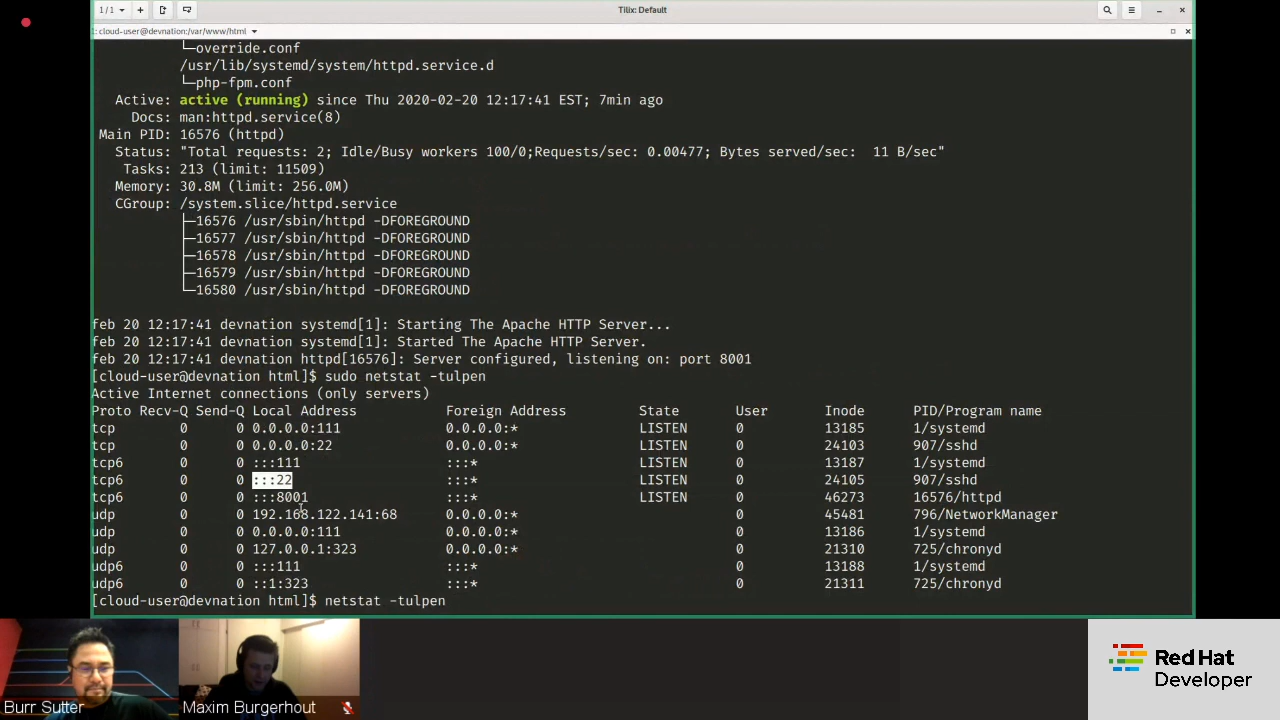 1 / 1
Tilix: Default
: cloud-user@devnation:/var/www/html
└─override.conf
/usr/lib/systemd/system/httpd.service.d
└─php-fpm.conf
Active: active (running) since Thu 2020-02-20 12:17:41 EST; 7min ago
Docs: man:httpd.service(8)
Main PID: 16576 (httpd)
Status: "Total requests: 2; Idle/Busy workers 100/0;Requests/sec: 0.00477; Bytes served/sec:  11 B/sec"
Tasks: 213 (limit: 11509)
Memory: 30.8M (limit: 256.0M)
CGroup: /system.slice/httpd.service
├─16576 /usr/sbin/httpd -DFOREGROUND
├─16577 /usr/sbin/httpd -DFOREGROUND
├─16578 /usr/sbin/httpd -DFOREGROUND
├─16579 /usr/sbin/httpd -DFOREGROUND
└─16580 /usr/sbin/httpd -DFOREGROUND
feb 20 12:17:41 devnation systemd[1]: Starting The Apache HTTP Server...
feb 20 12:17:41 devnation systemd[1]: Started The Apache HTTP Server.
feb 20 12:17:41 devnation httpd[16576]: Server configured, listening on: port 8001
[cloud-user@devnation html]$ sudo netstat -tulpen
Active Internet connections (only servers)
Proto Recv-Q Send-Q Local Address Foreign Address State User Inode PID/Program name
tcp 0 0 0.0.0.0:111 0.0.0.0:* LISTEN 0 13185 1/systemd
tcp 0 0 0.0.0.0:22 0.0.0.0:* LISTEN 0 24103 907/sshd
tcp6 0 0 :::111 :::* LISTEN 0 13187 1/systemd
tcp6 0 0 :::22 :::* LISTEN 0 24105 907/sshd
tcp6 0 0 :::8001 :::* LISTEN 0 46273 16576/httpd
udp 0 0 192.168.122.141:68 0.0.0.0:* 0 45481 796/NetworkManager
udp 0 0 0.0.0.0:111 0.0.0.0:* 0 13186 1/systemd
udp 0 0 127.0.0.1:323 0.0.0.0:* 0 21310 725/chronyd
udp6 0 0 :::111 :::* 0 13188 1/systemd
udp6 0 0 ::1:323 :::* 0 21311 725/chronyd
[cloud-user@devnation html]$ netstat -tulpen
Burr Sutter
Maxim Burgerhout
Red Hat
Developer